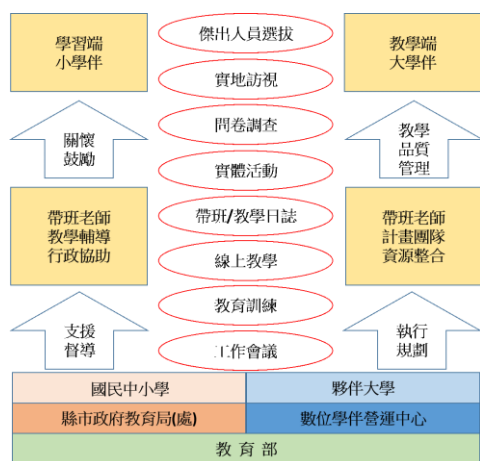 學習端
小學伴
傑出人員選拔
教學端
大學伴
實地訪視
關懷
鼓勵
問卷調查
教學
品質
管理
實體活動
帶班老師
教學輔導
行政協助
帶班/教學日誌
帶班老師
計畫團隊
資源整合
線上教學
支援
督導
教育訓練
執行
規劃
工作會議
國民中小學
夥伴大學
縣市政府教育局(處)
數位學伴營運中心
教育部